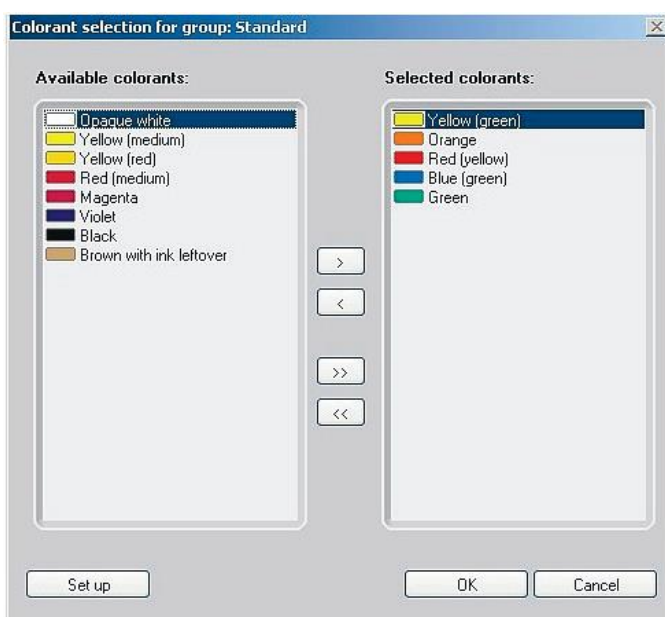 Colorant selection for group: Standard
Available colorants:
Opaque white
Yellow (medium)
Yellow (red)
Red (medium)
Magenta
Violet
Black
Brown with ink leftover
>
<
>>
<<
Selected colorants:
Yellow (green)
Orange
Red (yellow)
Blue (green)
Green
Set up
OK
Cancel